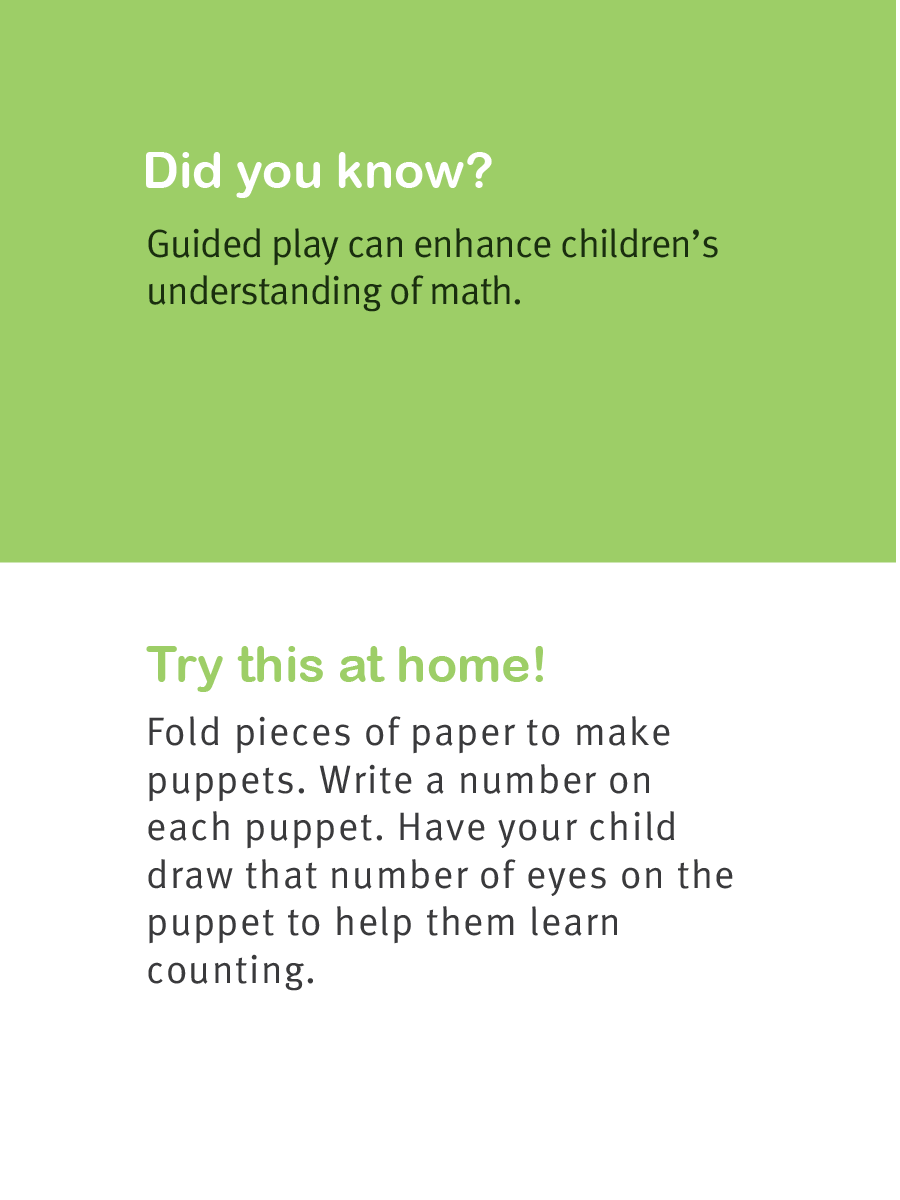 Did you know?
Guided play can enhance children’s
understanding of math.
Try this at home!
Fold pieces of paper to make
puppets. Write a number on
each puppet. Have your child
draw that number of eyes on the
puppet to help them learn
counting.